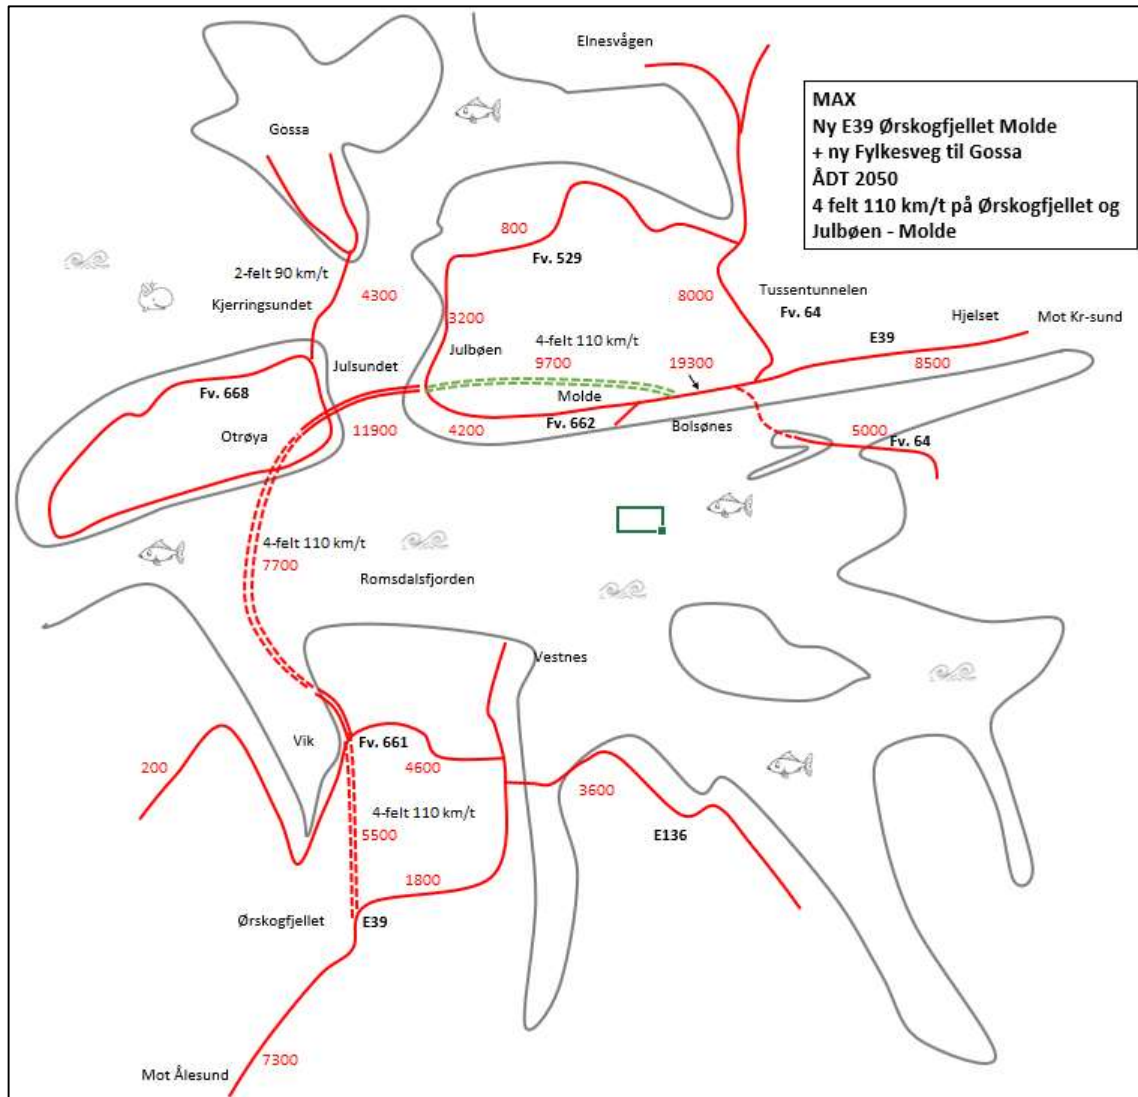 Elnesvågen
MAX
Ny E39 Ørskogfjellet Molde
+ ny Fylkesveg til Gossa
ÅDT 2050
4 felt 110 km/t på Ørskogfjellet og
Julbøen - Molde
Gossa
800
Fv. 529
2-felt 90 km/t
Kjerringsundet
4300
3200
8000
Tussentunnelen
Fv. 64
Hjelset
Mot Kr-sund
E39
8500
Julbøen
4-felt 110 km/t
9700
19300
Julsundet
Fv. 668
Molde
Otrøya
11900
4200
Fv. 662
Bolsønes
5000
Fv. 64
4-felt 110 km/t
7700
Romsdalsfjorden
Vestnes
Vik
Fv. 661
200
4600
3600
4-felt 110 km/t
5500
E136
1800
Ørskogfjellet
E39
7300
Mot Ålesund